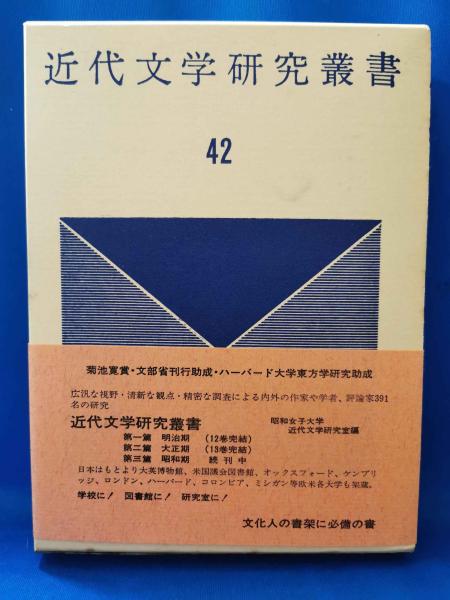 近代文学研究叢書
42
菊池寛賞・文部省刊行助成・ハーバード大学東方学研究助成
広汎な視野・清新な観点・精密な調査による内外の作家や学者、評論家391
名の研究
近代文学研究叢書
昭和女子大学
近代文学研究室編
第一篇 明治期 (12巻完結)
第二篇 大正期 (13巻完結)
第三篇 昭和期 続刊中
日本はもとより大英博物館、米国議会図書館、オックスフォード、ケンブリ
ッジ、ロンドン、ハーバード、コロンビア、ミシガン等欧米各大学も架蔵。
学校に! 図書館に! 研究室に!
文化人の書架に必備の書